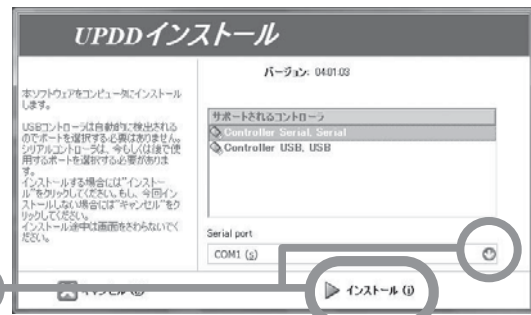 UPDDインストール
バージョン: 04.01.03
本ソフトウェアをコンピュータにインストール
します。
USBコントローラは自動的に検出される
のでポートを選択する必要はありません。
シリアルコントローラは、今もしくは後で使
用するポートを選択する必要がありま
す。
インストールする場合には"インストー
ル"をクリックしてください。もし、今回イン
ストールしない場合には"キャンセル"をク
リックしてください。
インストール途中は画面をさわらないでく
ださい。
サポートされるコントローラ
Controller Serial, Serial
Controller USB, USB
Serial port
COM1 (s)
キャンセル
インストール (i)